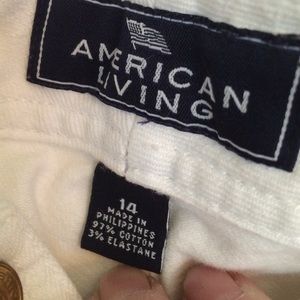 AMERICAN
LIVING
14
MADE IN
PHILIPPINES
97% COTTON
3% ELASTANE